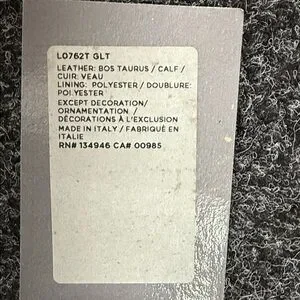 L0762T GLT
LEATHER: BOS TAURUS / CALF /
CUIR: VEAU
LINING: POLYESTER / DOUBLURE:
POLYESTER
EXCEPT DECORATION/
ORNAMENTATION /
DÉCORATIONS À L'EXCLUSION
MADE IN ITALY / FABRIQUÉ EN
ITALIE
RN# 134946 CA# 00985